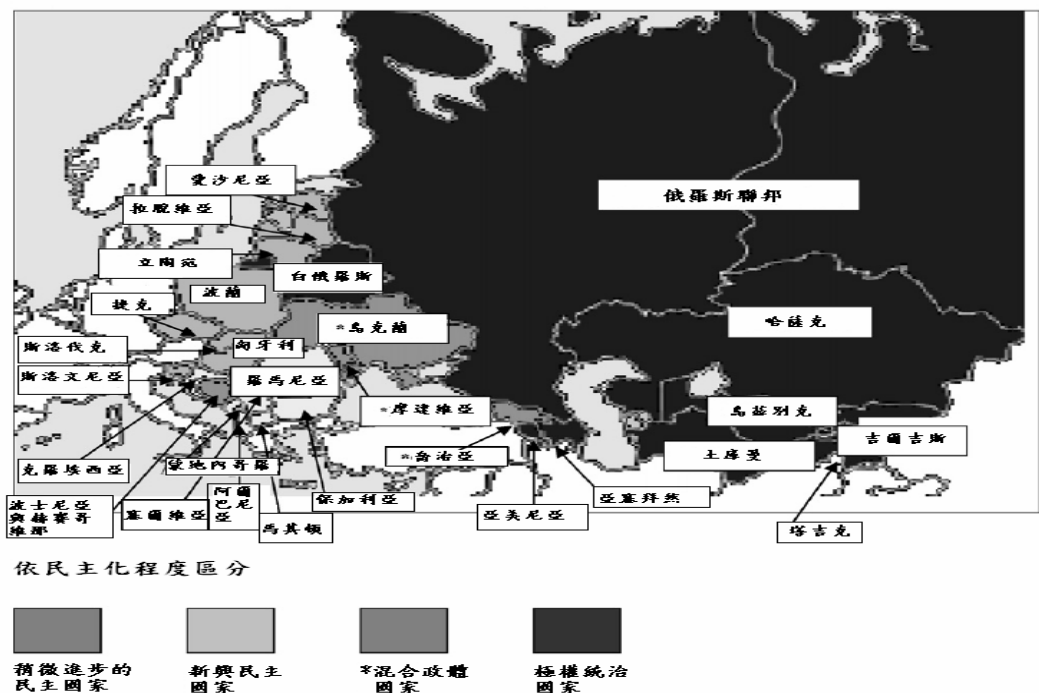 愛沙尼亞
拉脫維亞
立陶宛
白俄羅斯
俄羅斯聯邦
波蘭
捷克
*烏克蘭
哈薩克
斯洛伐克
匈牙利
斯洛文尼亞
羅馬尼亞
*摩達維亞
烏茲別克
吉爾吉斯
*喬治亞
土庫曼
克羅埃西亞
蒙地內哥羅
波士尼亞
與赫賽哥
維那
塞爾維亞
阿爾
巴尼
亞
馬其頓
保加利亞
亞美尼亞
亞塞拜然
塔吉克
依民主化程度區分
稍微進步的
民主國家
新興民主
國家
*混合政體
國家
極權統治
國家